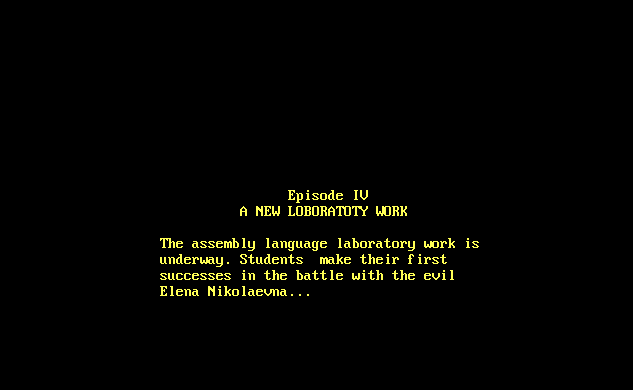 Episode IV
A NEW LOBORATOTY WORK
The assembly language laboratory work is
underway. Students  make their first
successes in the battle with the evil
Elena Nikolaevna...